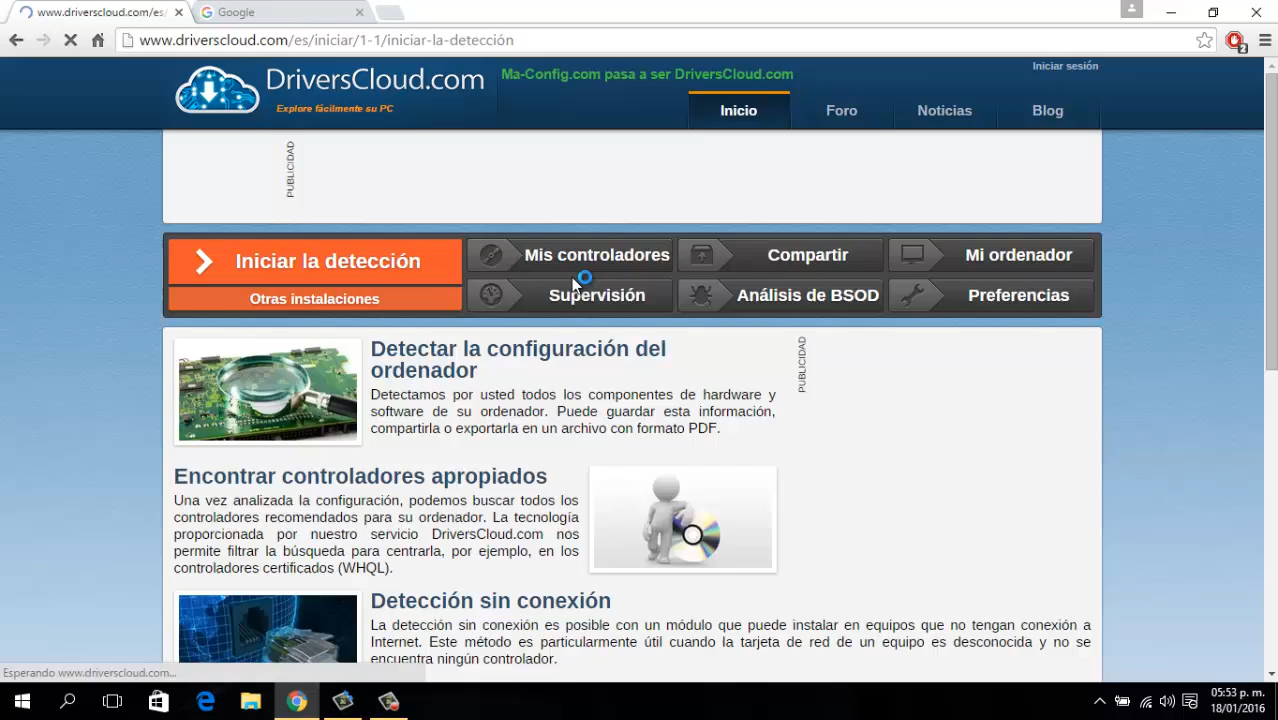 www.driverscloud.com/es/
Google
www.driverscloud.com/es/iniciar/1-1/iniciar-la-detección
2
DriversCloud.com
Explore fácilmente su PC
Ma-Config.com pasa a ser DriversCloud.com
Iniciar sesión
Inicio
Foro
Noticias
Blog
PUBLICIDAD
Iniciar la detección
Otras instalaciones
Mis controladores
Compartir
Mi ordenador
Supervisión
Análisis de BSOD
Preferencias
Detectar la configuración del
ordenador
Detectamos por usted todos los componentes de hardware y
software de su ordenador. Puede guardar esta información,
compartirla o exportarla en un archivo con formato PDF.
PUBLICIDAD
Encontrar controladores apropiados
Una vez analizada la configuración, podemos buscar todos los
controladores recomendados para su ordenador. La tecnología
proporcionada por nuestro servicio DriversCloud.com nos
permite filtrar la búsqueda para centrarla, por ejemplo, en los
controladores certificados (WHQL).
Detección sin conexión
La detección sin conexión es posible con un módulo que puede instalar en equipos que no tengan conexión a
Internet. Este método es particularmente útil cuando la tarjeta de red de un equipo es desconocida y no se
encuentra ningún controlador.
Esperando www.driverscloud.com...
05:53 p. m.
18/01/2016